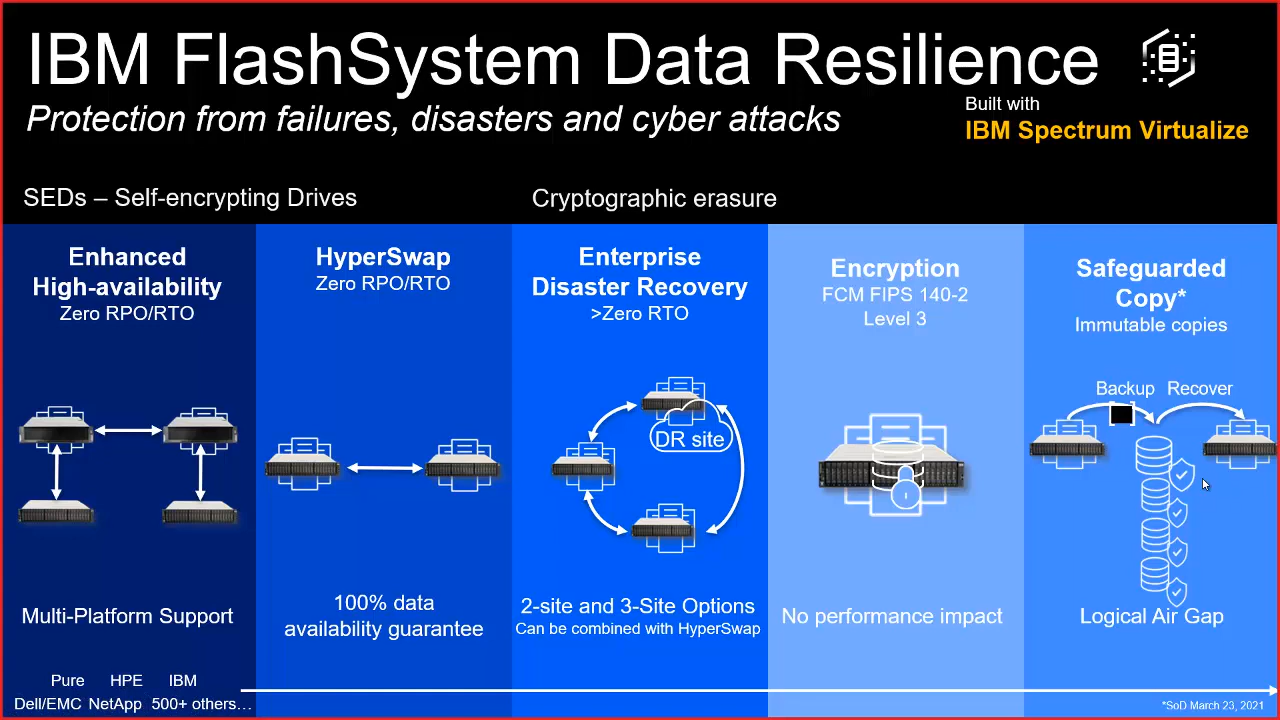 IBM FlashSystem Data Resilience
Protection from failures, disasters and cyber attacks
Built with
IBM Spectrum Virtualize
SEDs – Self-encrypting Drives
Cryptographic erasure
Enhanced
High-availability
Zero RPO/RTO
Multi-Platform Support
Pure HPE IBM
Dell/EMC NetApp 500+ others…
HyperSwap
Zero RPO/RTO
100% data
availability guarantee
Enterprise
Disaster Recovery
>Zero RTO
DR site
2-site and 3-Site Options
Can be combined with HyperSwap
Encryption
FCM FIPS 140-2
Level 3
No performance impact
Safeguarded
Copy*
Immutable copies
Backup Recover
Logical Air Gap
*SoD March 23, 2021